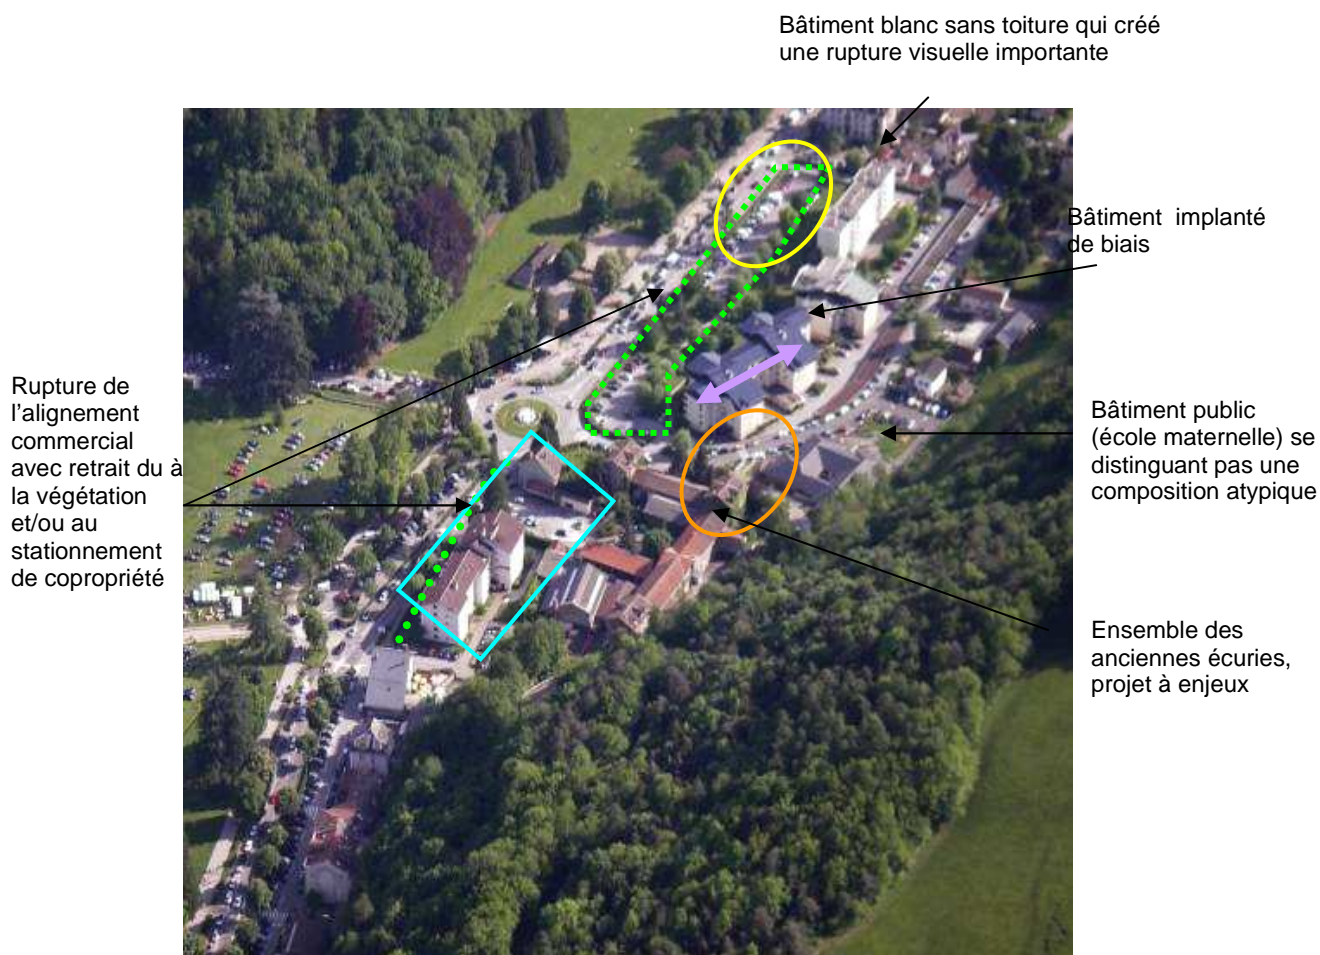 Bâtiment blanc sans toiture qui créé
une rupture visuelle importante
Bâtiment implanté
de biais
Rupture de
l’alignement
commercial
avec retrait du à
la végétation
et/ou au
stationnement
de copropriété
Bâtiment public
(école maternelle) se
distinguant pas une
composition atypique
Ensemble des
anciennes écuries,
projet à enjeux